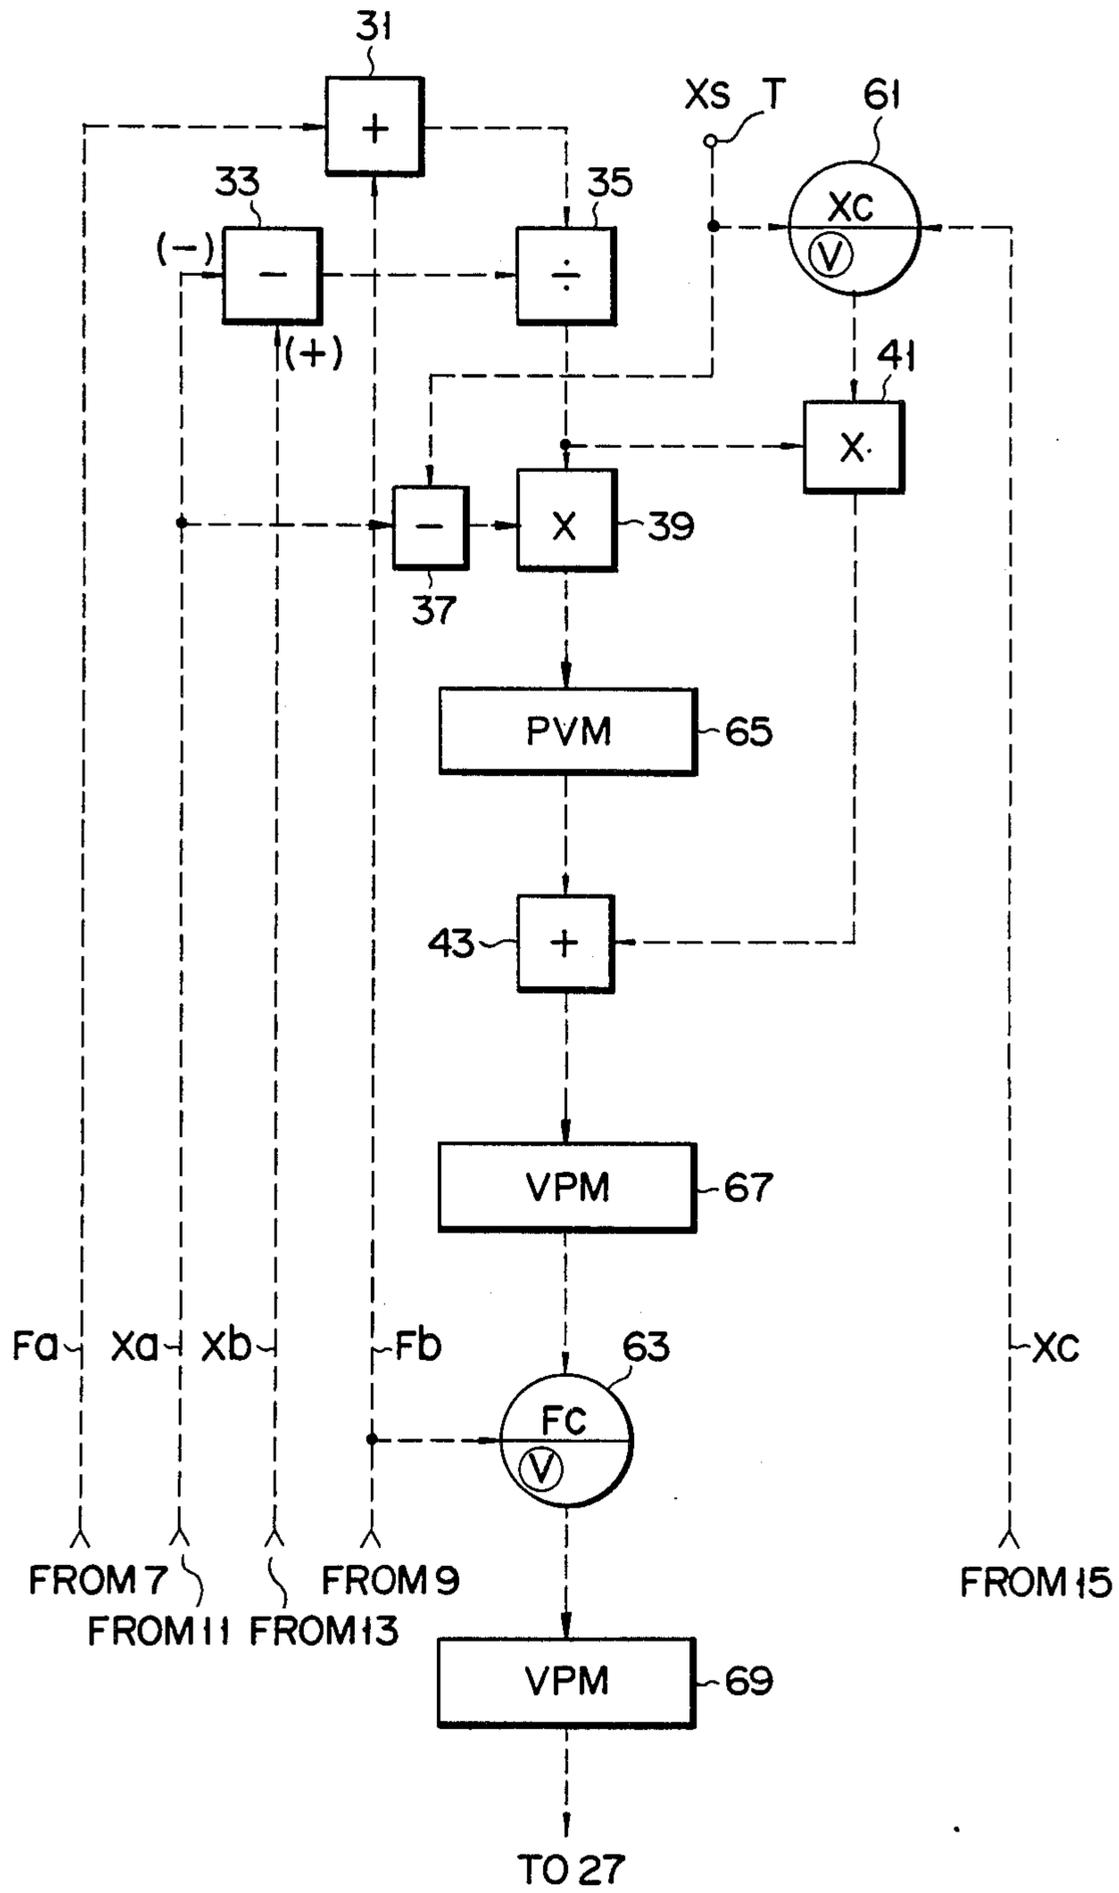 31
+
Xs T 61
33 35
(-)
-
÷
Xc
V
(+)
41
X
-
37
X
39
PVM
65
43
+
VPM
67
Fa Xa Xb Fb
63
Xc
Fc
V
FROM 7
FROM 9
FROM 15
FROM 11
FROM 13
VPM
69
TO 27